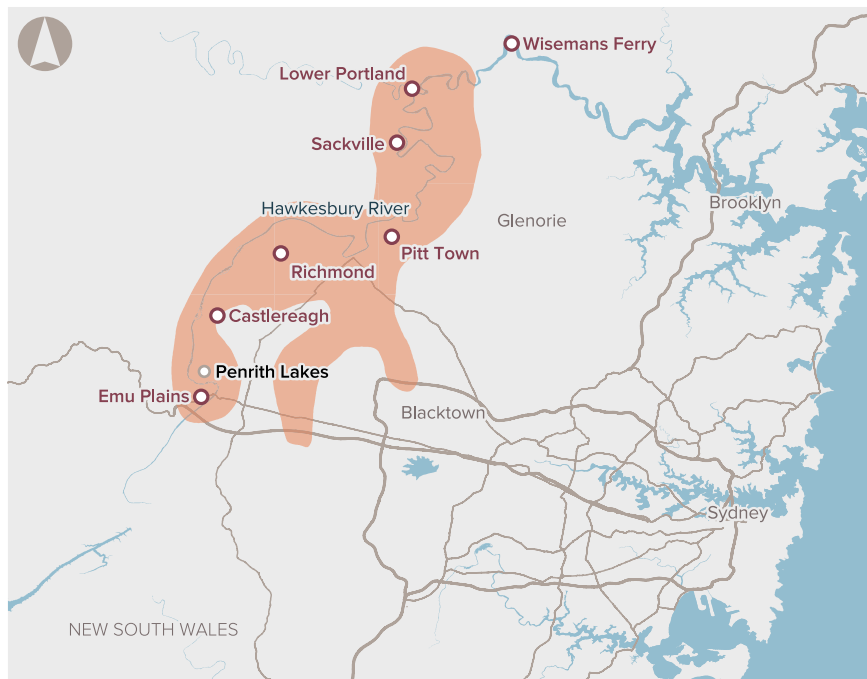 Wisemans Ferry
Lower Portland
Sackville
Brooklyn
Hawkesbury River
Glenorie
Pitt Town
Richmond
Castlereagh
Penrith Lakes
Emu Plains
Blacktown
Sydney
NEW SOUTH WALES